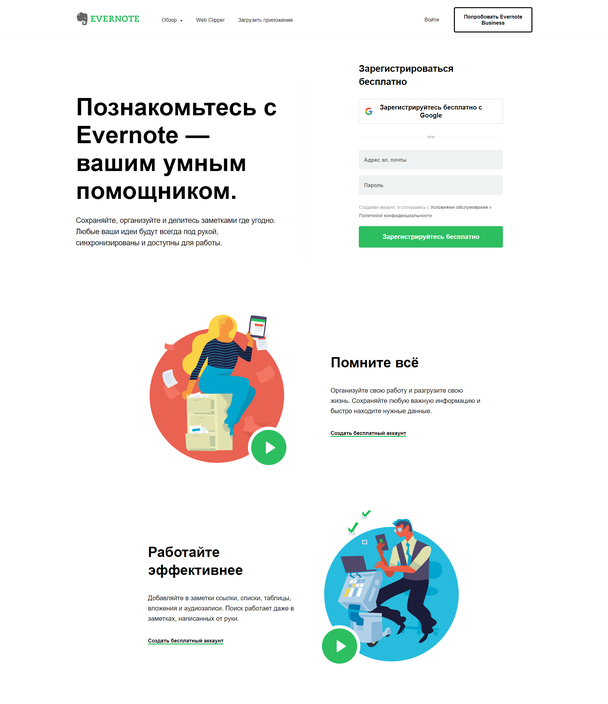 EVERNOTE
Обзор
Web Clipper
Загрузить приложение
Войти
Попробовать Evernote
Business
Познакомьтесь с
Evernote —
вашим умным
помощником.
Сохраняйте, организуйте и делитесь заметками где угодно.
Любые ваши идеи будут всегда под рукой,
синхронизированы и доступны для работы.
Зарегистрироваться
бесплатно
Зарегистрируйтесь бесплатно с
Google
или
Адрес эл. почты
Пароль
Создавая аккаунт, я соглашаюсь с Условиями обслуживания и
Политикой конфиденциальности
Зарегистрируйтесь бесплатно
Помните всё
Организуйте свою работу и разгрузите свою
жизнь. Сохраняйте любую важную информацию и
быстро находите нужные данные.
Создать бесплатный аккаунт
Работайте
эффективнее
Добавляйте в заметки ссылки, списки, таблицы,
вложения и аудиозаписи. Поиск работает даже в
заметках, написанных от руки.
Создать бесплатный аккаунт